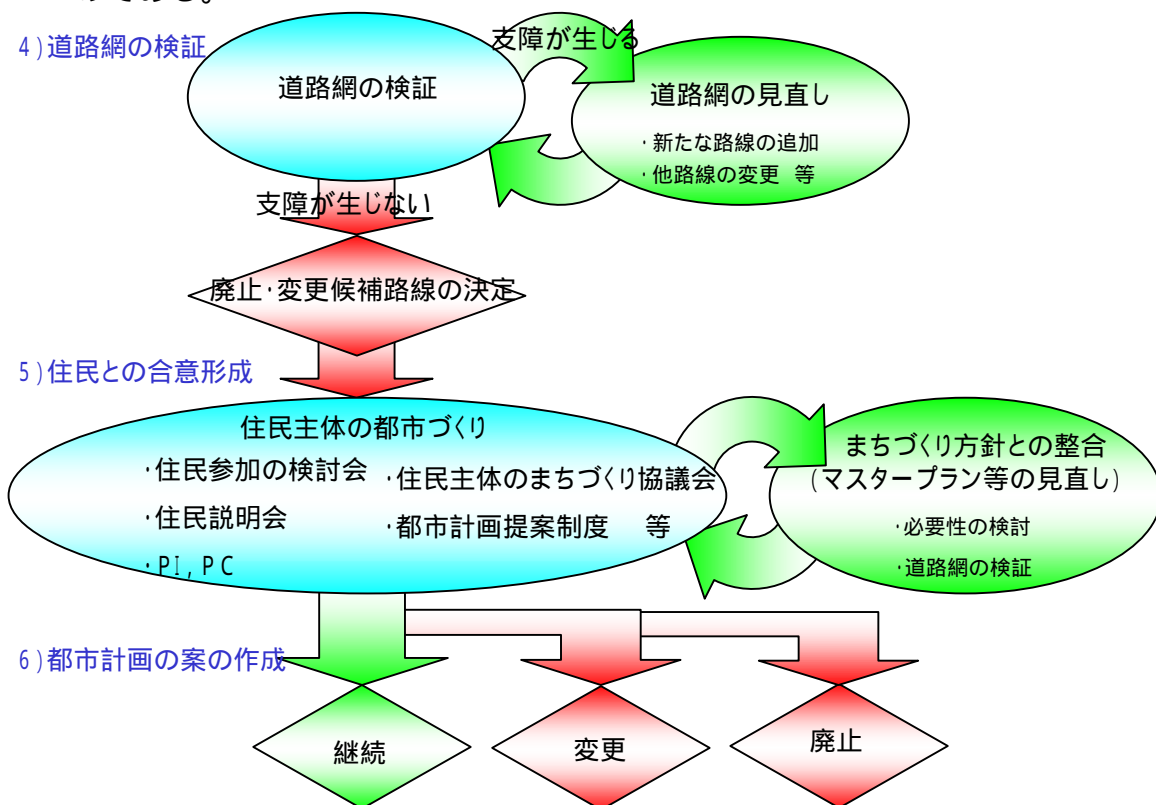 4)道路網の検証
支障が生じる
道路網の検証
道路網の見直し
・新たな路線の追加
・他路線の変更 等
支障が生じない
廃止・変更候補路線の決定
5)住民との合意形成
住民主体の都市づくり
・住民参加の検討会
・住民主体のまちづくり協議会
・住民説明会
・都市計画提案制度 等
・PI,PC
まちづくり方針との整合
(マスタープラン等の見直し)
・必要性の検討
・道路網の検証
6)都市計画の案の作成
継続
変更
廃止